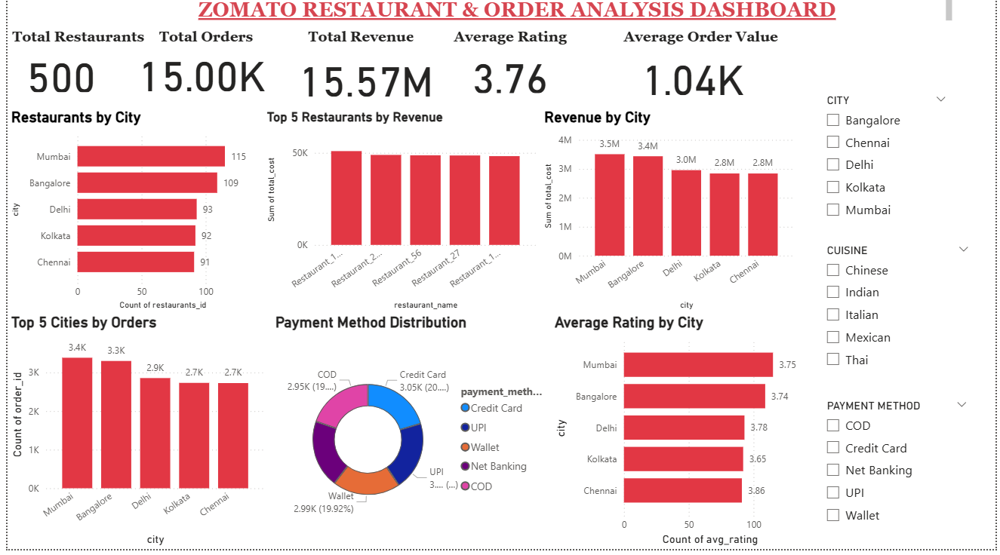 ZOMATO RESTAURANT & ORDER ANALYSIS DASHBOARD
Total Restaurants
500
Total Orders
15.00K
Total Revenue
15.57M
Average Rating
3.76
Average Order Value
1.04K
Restaurants by City
city
Mumbai 115
Bangalore 109
Delhi 93
Kolkata 92
Chennai 91
0 50 100
Count of restaurants_id
Top 5 Restaurants by Revenue
Sum of total_cost
50K
0K
Restaurant_1...
Restaurant_2...
Restaurant_56
Restaurant_27
Restaurant_1...
restaurant_name
Revenue by City
Sum of total_cost
4M
3M
2M
1M
0M
3.5M 3.4M 3.0M 2.8M 2.8M
Mumbai Bangalore Delhi Kolkata Chennai
city
Top 5 Cities by Orders
Count of order_id
3K
2K
1K
0K
3.4K 3.3K 2.9K 2.7K 2.7K
Mumbai Bangalore Delhi Kolkata Chennai
city
Payment Method Distribution
COD
2.95K (19....)
Credit Card
3.05K (20....)
UPI
3.... (...)
Wallet
2.99K (19.92%)
payment_meth...
Credit Card
UPI
Wallet
Net Banking
COD
Average Rating by City
city
Mumbai 3.75
Bangalore 3.74
Delhi 3.78
Kolkata 3.65
Chennai 3.86
0 50 100
Count of avg_rating
CITY
Bangalore
Chennai
Delhi
Kolkata
Mumbai
CUISINE
Chinese
Indian
Italian
Mexican
Thai
PAYMENT METHOD
COD
Credit Card
Net Banking
UPI
Wallet